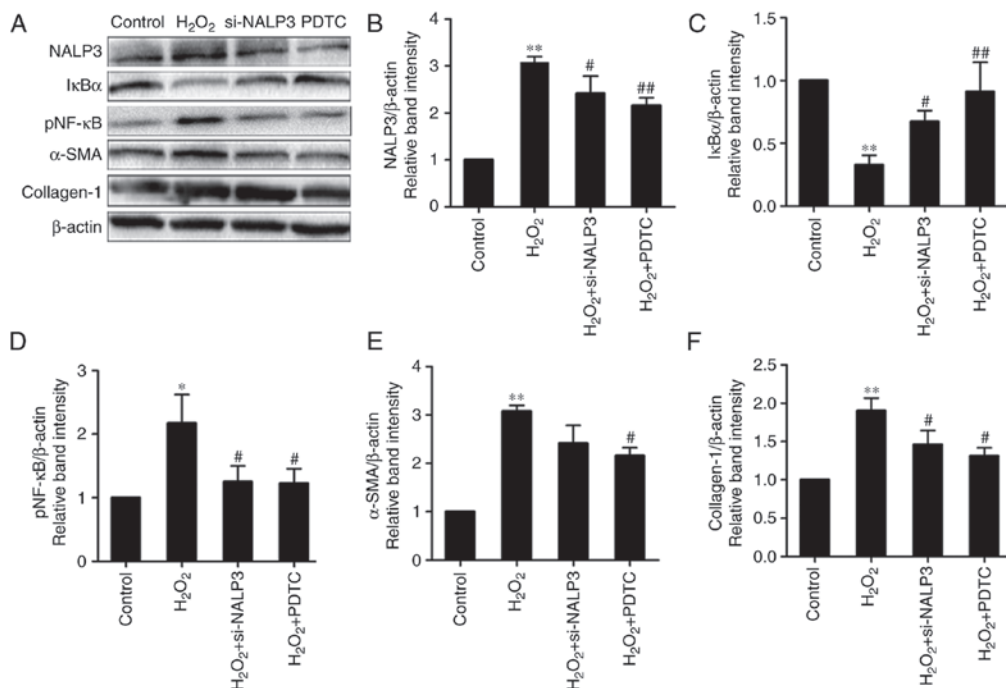 A
Control H₂O₂ si-NALP3 PDTC
NALP3
IκBα
pNF-κB
α-SMA
Collagen-1
β-actin
B
NALP3/β-actin
Relative band intensity
4
3
2
1
0
**
#
##
Control
H₂O₂
H₂O₂+si-NALP3
H₂O₂+PDTC
C
IκBα/β-actin
Relative band intensity
1.5
1.0
0.5
0.0
**
#
##
Control
H₂O₂
H₂O₂+si-NALP3
H₂O₂+PDTC
D
pNF-κB/β-actin
Relative band intensity
3
2
1
0
*
#
#
Control
H₂O₂
H₂O₂+si-NALP3
H₂O₂+PDTC
E
α-SMA/β-actin
Relative band intensity
4
3
2
1
0
**
#
Control
H₂O₂
H₂O₂+si-NALP3
H₂O₂+PDTC
F
Collagen-1/β-actin
Relative band intensity
2.5
2.0
1.5
1.0
0.5
0.0
**
#
#
Control
H₂O₂
H₂O₂+si-NALP3
H₂O₂+PDTC